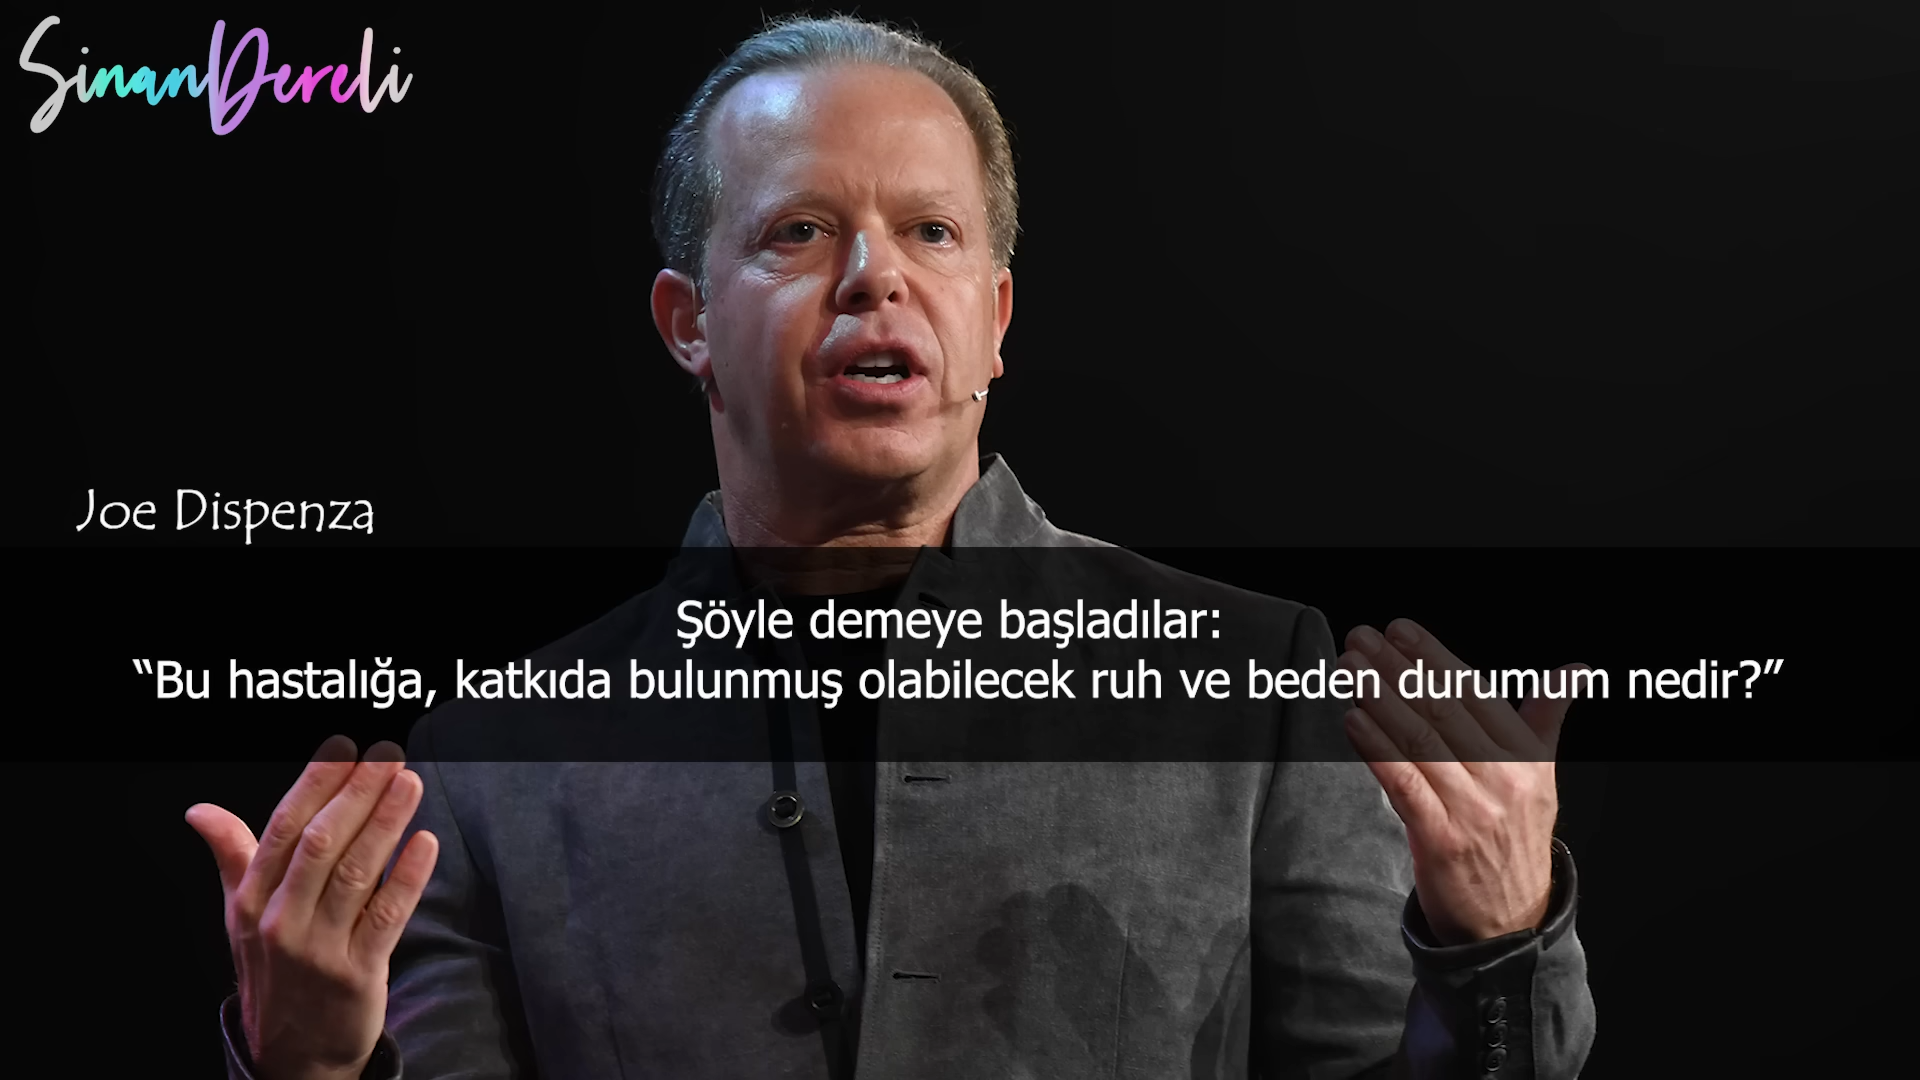 SinanDereli
Joe Dispenza
Şöyle demeye başladılar:
“Bu hastalığa, katkıda bulunmuş olabilecek ruh ve beden durumum nedir?”